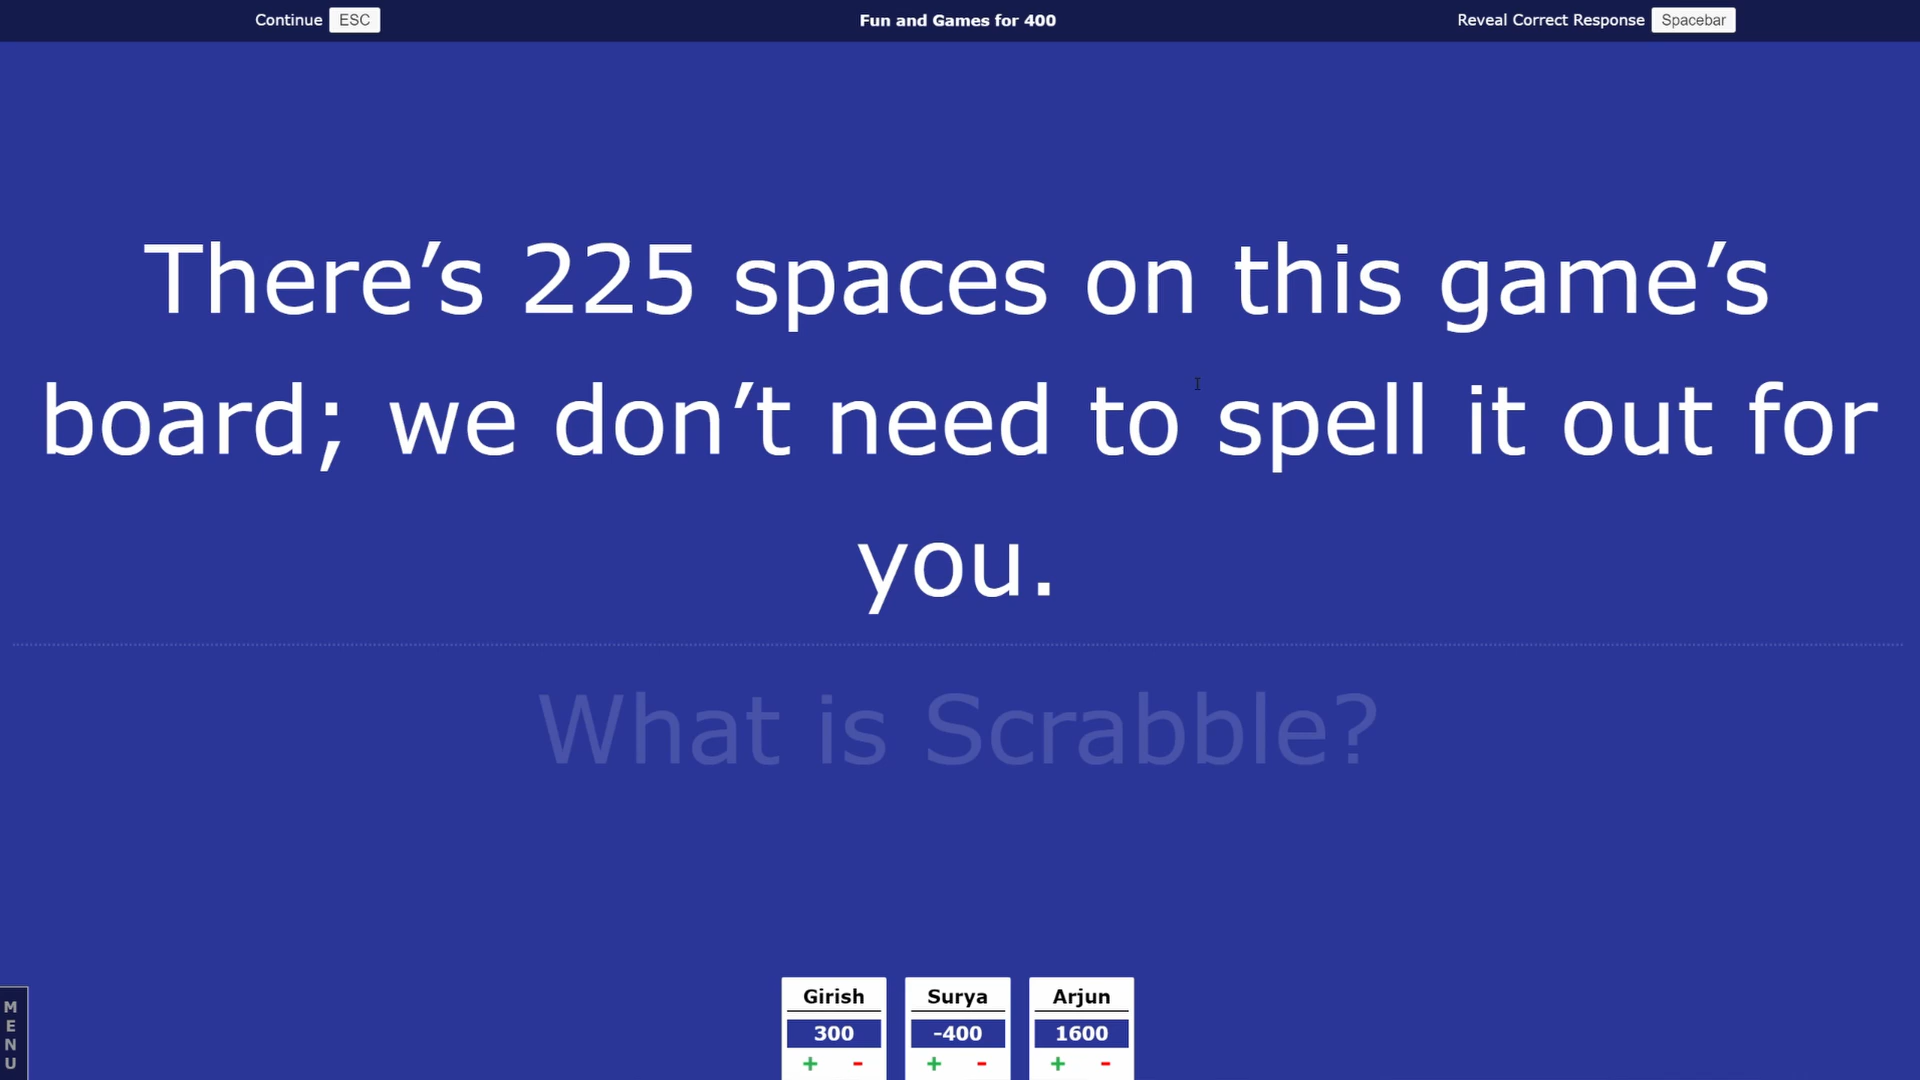 Continue ESC Fun and Games for 400 Reveal Correct Response Spacebar
There’s 225 spaces on this game’s
board; we don’t need to spell it out for
you.
What is Scrabble?
MENU
Girish Surya Arjun
300 -400 1600
+ - + - + -